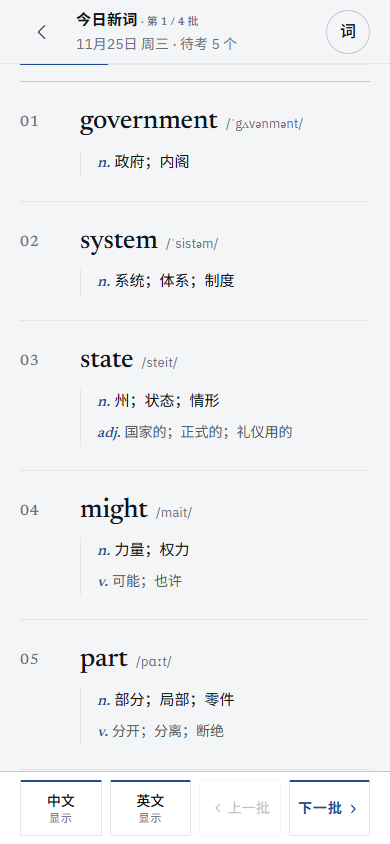 今日新词 · 第 1 / 4 批
11月25日 周三 · 待考 5 个
词
01 government /ˈgʌvənmənt/
n. 政府；内阁
02 system /ˈsistəm/
n. 系统；体系；制度
03 state /steit/
n. 州；状态；情形
adj. 国家的；正式的；礼仪用的
04 might /mait/
n. 力量；权力
v. 可能；也许
05 part /pɑːt/
n. 部分；局部；零件
v. 分开；分离；断绝
中文 英文 上一批 下一批
显示 显示